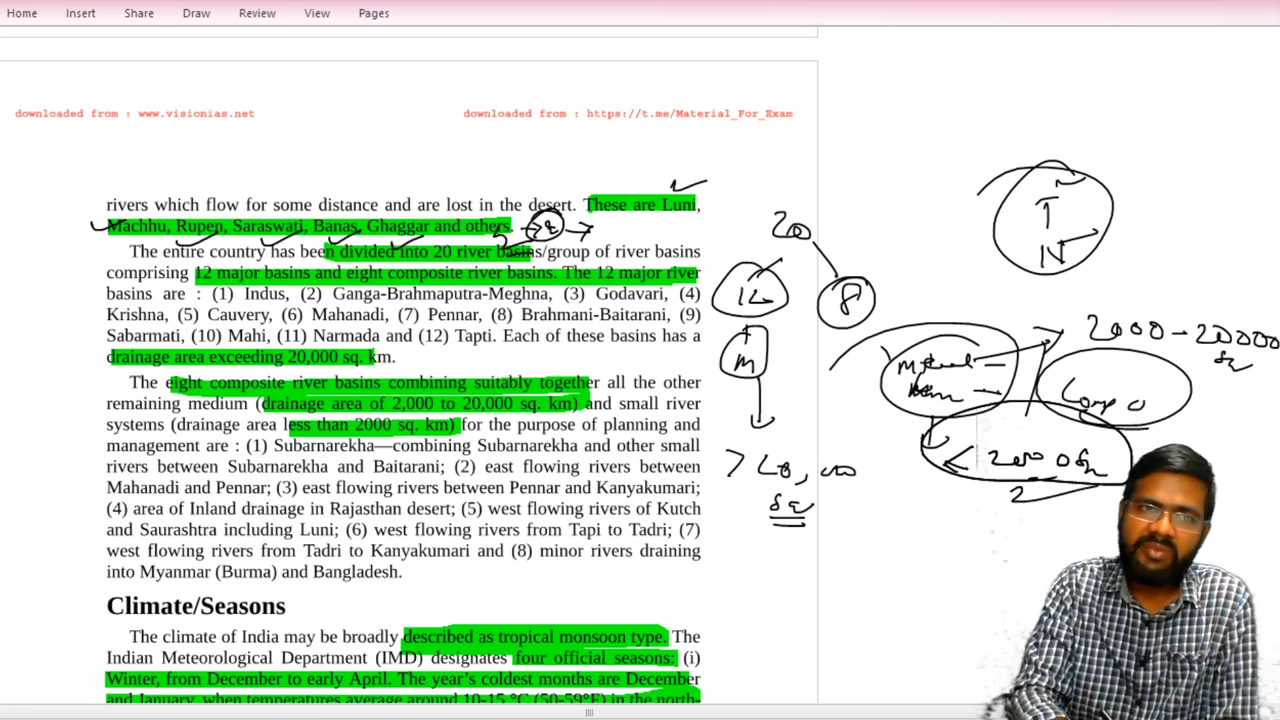 Home Insert Share Draw Review View Pages
downloaded from : www.visionias.net downloaded from : https://t.me/Material_For_Exam
rivers which flow for some distance and are lost in the desert. These are Luni,
Machhu, Rupen, Saraswati, Banas, Ghaggar and others.
The entire country has been divided into 20 river basins/group of river basins
comprising 12 major basins and eight composite river basins. The 12 major river
basins are : (1) Indus, (2) Ganga-Brahmaputra-Meghna, (3) Godavari, (4)
Krishna, (5) Cauvery, (6) Mahanadi, (7) Pennar, (8) Brahmani-Baitarani, (9)
Sabarmati, (10) Mahi, (11) Narmada and (12) Tapti. Each of these basins has a
drainage area exceeding 20,000 sq. km.
The eight composite river basins combining suitably together all the other
remaining medium (drainage area of 2,000 to 20,000 sq. km) and small river
systems (drainage area less than 2000 sq. km) for the purpose of planning and
management are : (1) Subarnarekha—combining Subarnarekha and other small
rivers between Subarnarekha and Baitarani; (2) east flowing rivers between
Mahanadi and Pennar; (3) east flowing rivers between Pennar and Kanyakumari;
(4) area of Inland drainage in Rajasthan desert; (5) west flowing rivers of Kutch
and Saurashtra including Luni; (6) west flowing rivers from Tapi to Tadri; (7)
west flowing rivers from Tadri to Kanyakumari and (8) minor rivers draining
into Myanmar (Burma) and Bangladesh.
Climate/Seasons
The climate of India may be broadly described as tropical monsoon type. The
Indian Meteorological Department (IMD) designates four official seasons: (i)
Winter, from December to early April. The year's coldest months are December
and January, when temperatures average around 10-15 °C (50-59°F) in the north-
20
12
8
M
T
N
2000 - 20000